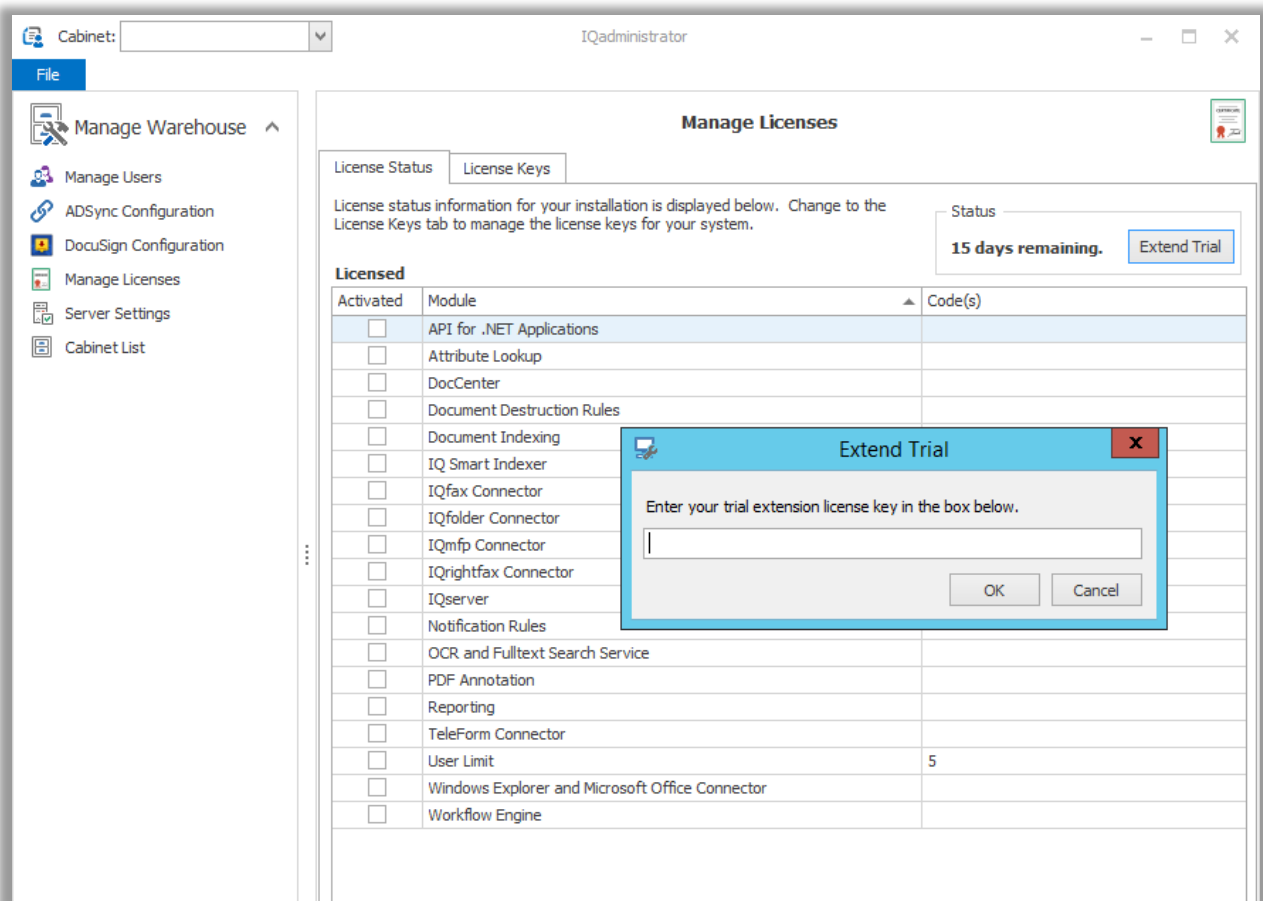 Cabinet:
IQadministrator
File
Manage Warehouse
Manage Users
ADSync Configuration
DocuSign Configuration
Manage Licenses
Server Settings
Cabinet List
Manage Licenses
License Status
License Keys
License status information for your installation is displayed below. Change to the
License Keys tab to manage the license keys for your system.
Status
15 days remaining.
Extend Trial
Licensed
Activated Module Code(s)
API for .NET Applications
Attribute Lookup
DocCenter
Document Destruction Rules
Document Indexing
IQ Smart Indexer
IQfax Connector
IQfolder Connector
IQmfp Connector
IQrightfax Connector
IQserver
Notification Rules
OCR and Fulltext Search Service
PDF Annotation
Reporting
TeleForm Connector
User Limit 5
Windows Explorer and Microsoft Office Connector
Workflow Engine
Extend Trial
x
Enter your trial extension license key in the box below.
OK
Cancel